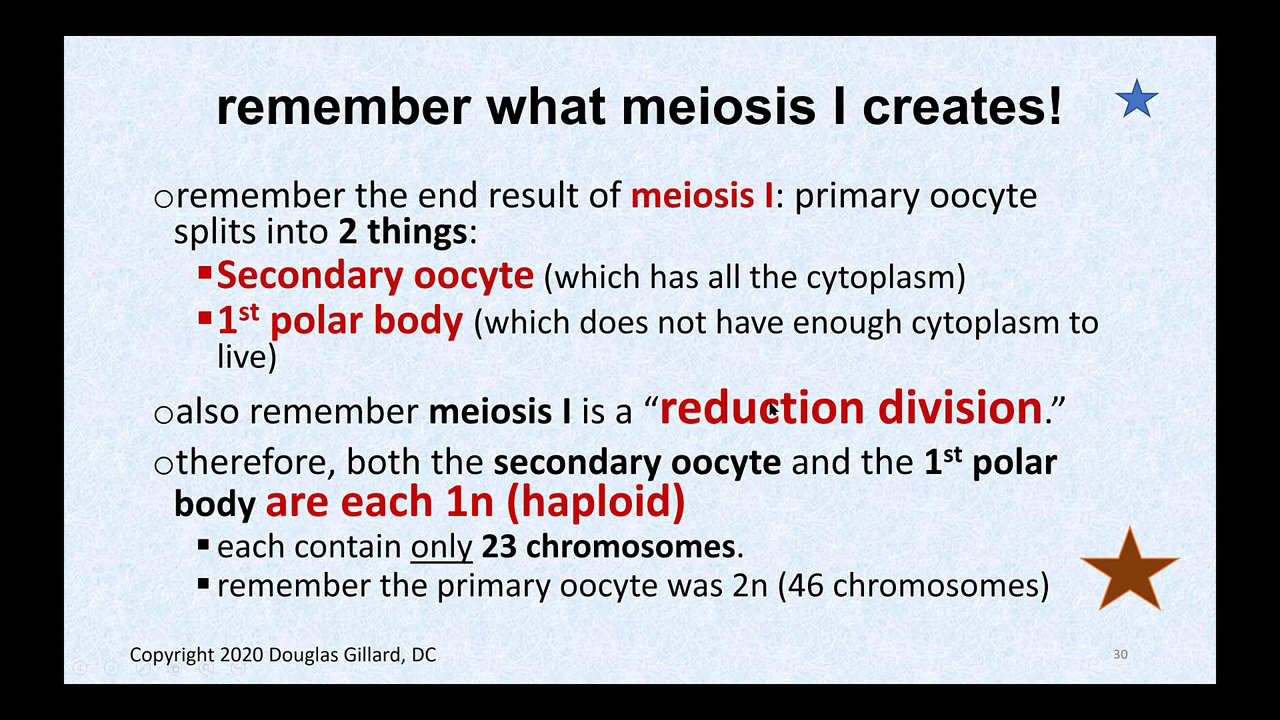 remember what meiosis I creates!
○remember the end result of meiosis I: primary oocyte
splits into 2 things:
▪Secondary oocyte (which has all the cytoplasm)
▪1st polar body (which does not have enough cytoplasm to
live)
○also remember meiosis I is a “reduction division.”
○therefore, both the secondary oocyte and the 1st polar
body are each 1n (haploid)
▪each contain only 23 chromosomes.
▪remember the primary oocyte was 2n (46 chromosomes)
Copyright 2020 Douglas Gillard, DC
30